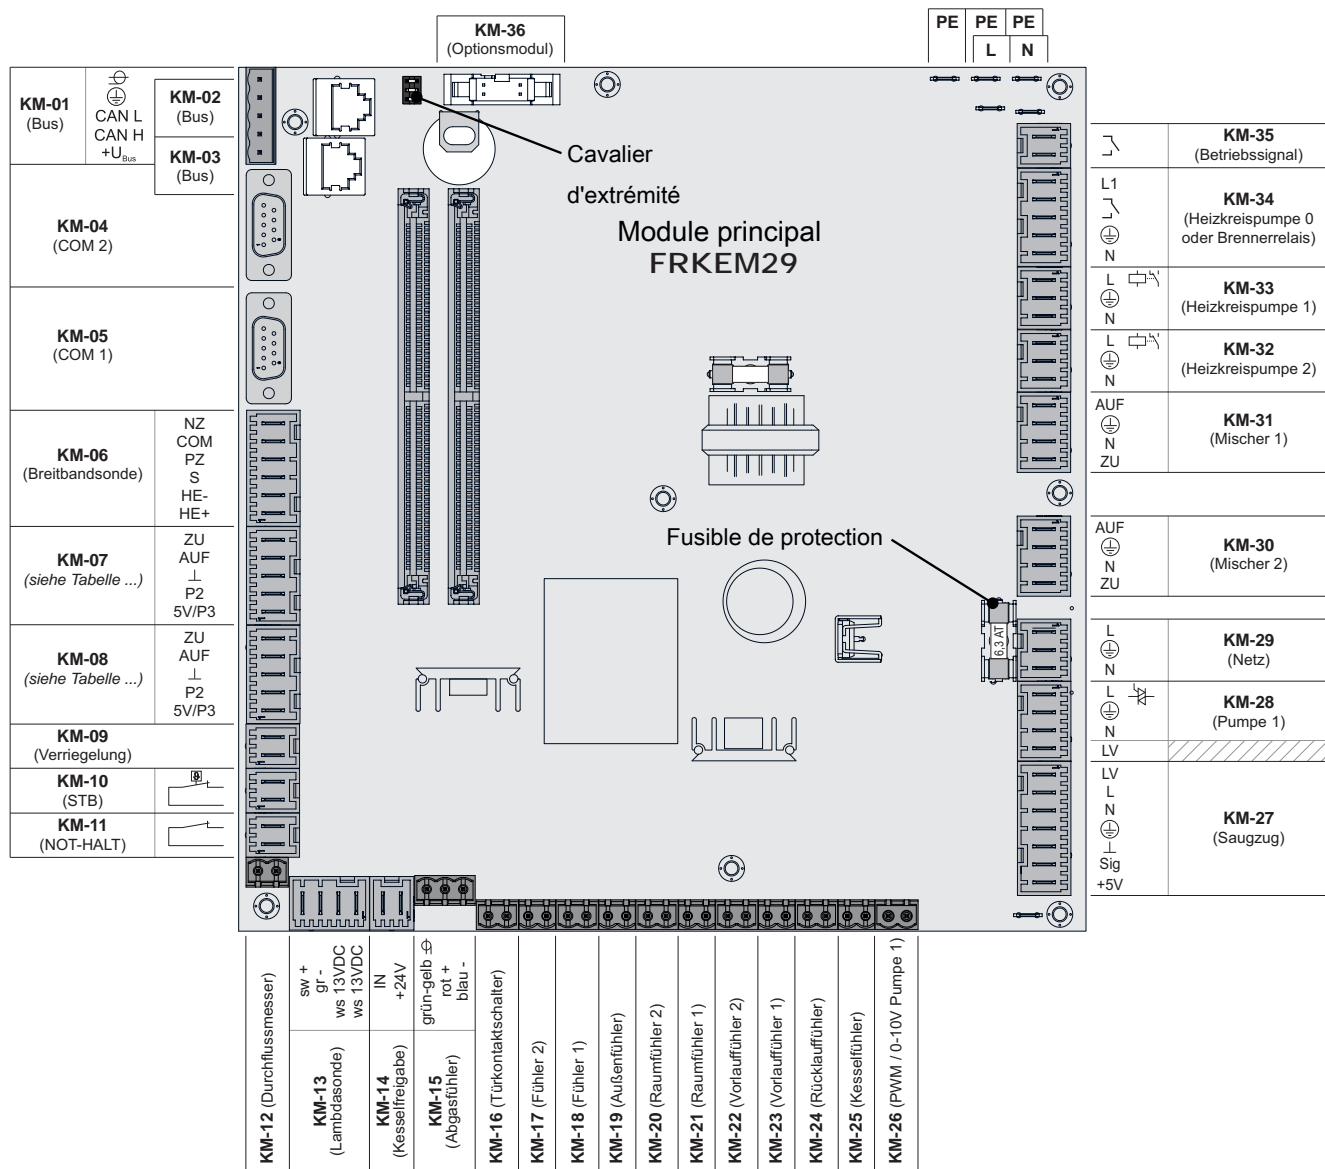 KM-36
(Optionsmodul)
PE PE PE
L N
KM-01
(Bus)
CAN L
CAN H
+U Bus
KM-02
(Bus)
KM-03
(Bus)
KM-04
(COM 2)
KM-05
(COM 1)
KM-06
(Breitbandsonde)
NZ
COM
PZ
S
HE-
HE+
KM-07
(siehe Tabelle ...)
ZU
AUF
⊥
P2
5V/P3
KM-08
(siehe Tabelle ...)
ZU
AUF
⊥
P2
5V/P3
KM-09
(Verriegelung)
KM-10
(STB)
KM-11
(NOT-HALT)
Cavalier
d'extrémité
Module principal
FRKEM29
Fusible de protection
6,3 AT
KM-35
(Betriebssignal)
L1
N
KM-34
(Heizkreispumpe 0
oder Brennerrelais)
L
N
KM-33
(Heizkreispumpe 1)
L
N
KM-32
(Heizkreispumpe 2)
AUF
N
ZU
KM-31
(Mischer 1)
AUF
N
ZU
KM-30
(Mischer 2)
L
N
KM-29
(Netz)
L
N
LV
KM-28
(Pumpe 1)
LV
L
N
⊥
Sig
+5V
KM-27
(Saugzug)
KM-12 (Durchflussmesser)
sw +
gr -
ws 13VDC
ws 13VDC
KM-13
(Lambdasonde)
IN
+24V
KM-14
(Kesselfreigabe)
grün-gelb
rot +
blau -
KM-15
(Abgasfühler)
KM-16 (Türkontaktschalter)
KM-17 (Fühler 2)
KM-18 (Fühler 1)
KM-19 (Außenfühler)
KM-20 (Raumfühler 2)
KM-21 (Raumfühler 1)
KM-22 (Vorlauffühler 2)
KM-23 (Vorlauffühler 1)
KM-24 (Rücklauffühler)
KM-25 (Kesselfühler)
KM-26 (PWM / 0-10V Pumpe 1)